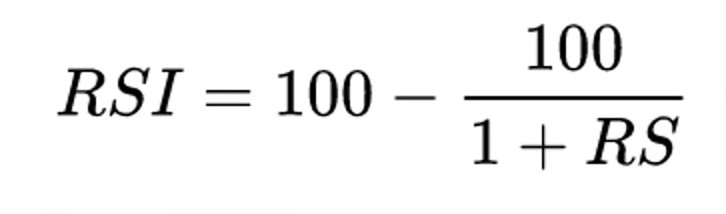 RSI = 100 − 100 / 1 + RS